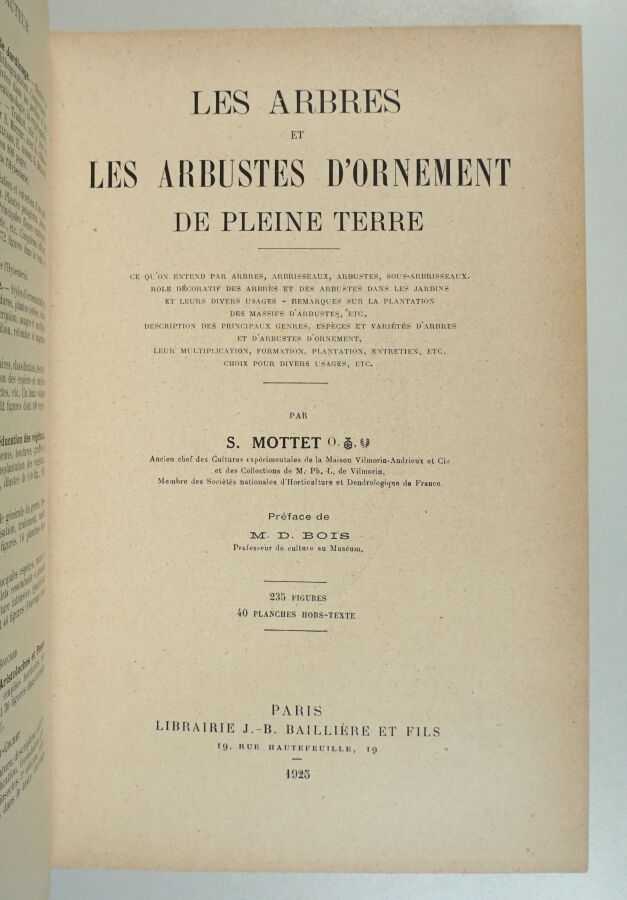 LES ARBRES
ET
LES ARBUSTES D'ORNEMENT
DE PLEINE TERRE
CE QU'ON ENTEND PAR ARBRES, ARBRISSEAUX, ARBUSTES, SOUS-ARBRISSEAUX.
ROLE DÉCORATIF DES ARBRES ET DES ARBUSTES DANS LES JARDINS
ET LEURS DIVERS USAGES - REMARQUES SUR LA PLANTATION
DES MASSIFS D'ARBUSTES, ETC.
DESCRIPTION DES PRINCIPAUX GENRES, ESPÈCES ET VARIÉTÉS D'ARBRES
ET D'ARBUSTES D'ORNEMENT,
LEUR MULTIPLICATION, FORMATION, PLANTATION, ENTRETIEN, ETC.
CHOIX POUR DIVERS USAGES, ETC.
PAR
S. MOTTET O.
Ancien chef des Cultures expérimentales de la Maison Vilmorin-Andrieux et Cie
et des Collections de M. Ph. L. de Vilmorin,
Membre des Sociétés nationales d'Horticulture et Dendrologique de France.
Préface de
M. D. BOIS
Professeur de culture au Muséum.
235 FIGURES
40 PLANCHES HORS-TEXTE
PARIS
LIBRAIRIE J.-B. BAILLIÈRE ET FILS
19, RUE HAUTEFEUILLE, 19
1925